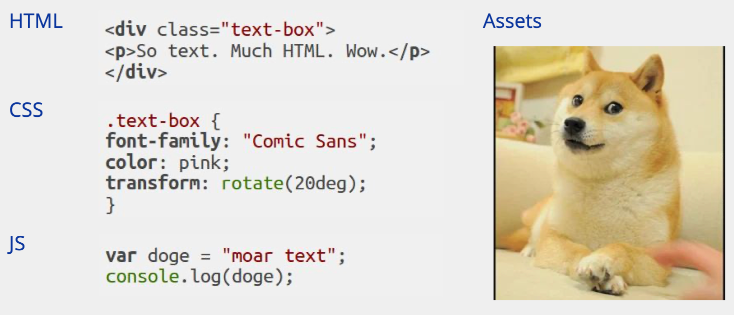 HTML
<div class="text-box">
<p>So text. Much HTML. Wow.</p>
</div>
CSS
.text-box {
font-family: "Comic Sans";
color: pink;
transform: rotate(20deg);
}
JS
var doge = "moar text";
console.log(doge);
Assets